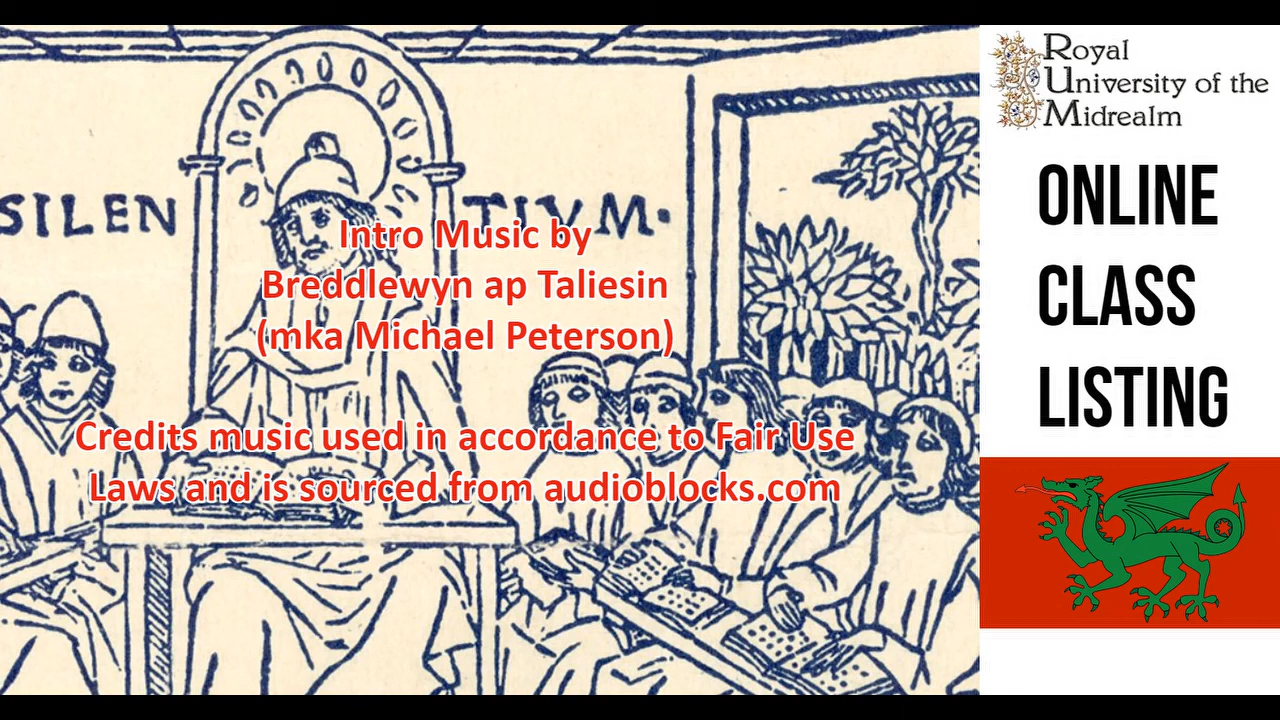 SILEN TIVM.
Intro Music by
Breddlewyn ap Taliesin
(mka Michael Peterson)
Credits music used in accordance to Fair Use
Laws and is sourced from audioblocks.com
Royal
University of the
Midrealm
ONLINE
CLASS
LISTING